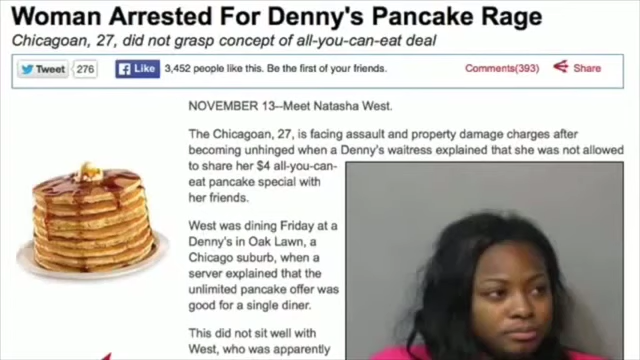 Woman Arrested For Denny's Pancake Rage
Chicagoan, 27, did not grasp concept of all-you-can-eat deal
Tweet 276 Like 3,452 people like this. Be the first of your friends. Comments(393) Share
NOVEMBER 13--Meet Natasha West.
The Chicagoan, 27, is facing assault and property damage charges after
becoming unhinged when a Denny's waitress explained that she was not allowed
to share her $4 all-you-can-
eat pancake special with
her friends.
West was dining Friday at a
Denny's in Oak Lawn, a
Chicago suburb, when a
server explained that the
unlimited pancake offer was
good for a single diner.
This did not sit well with
West, who was apparently